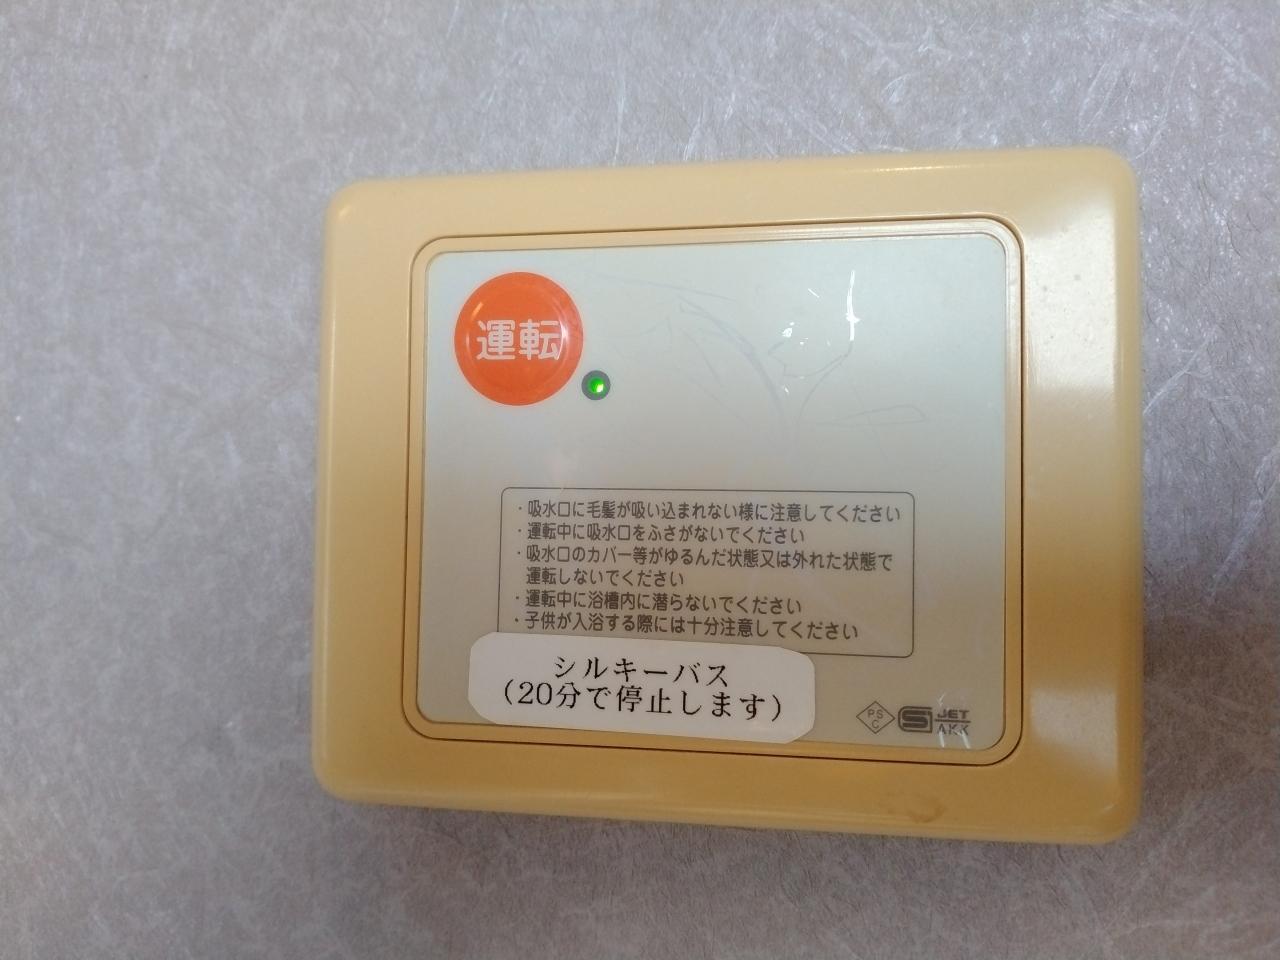 運転
・吸水口に毛髪が吸い込まれない様に注意してください
・運転中に吸水口をふさがないでください
・吸水口のカバー等がゆるんだ状態又は外れた状態で
運転しないでください
・運転中に浴槽内に潜らないでください
・子供が入浴する際には十分注意してください
シルキーバス
（20分で停止します）
PS
C
S JET
AKK